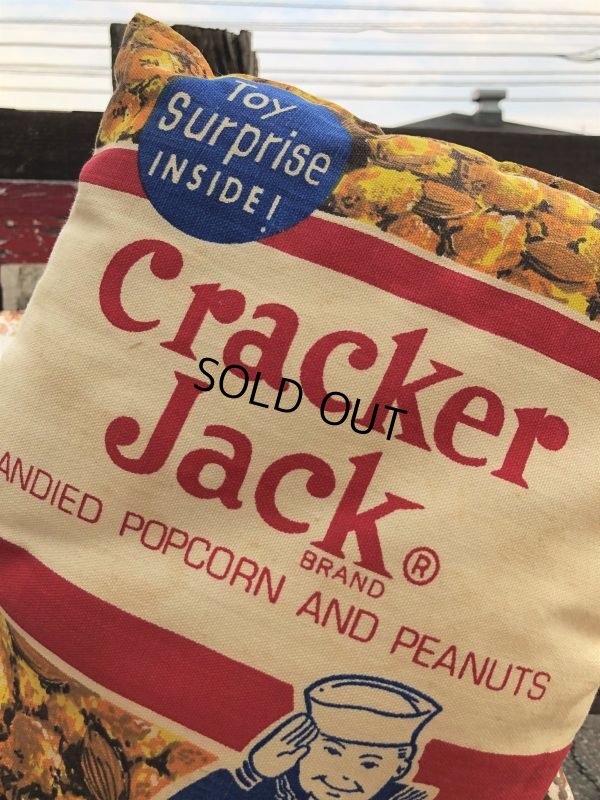 Toy
Surprise
INSIDE!
Cracker
Jack®
BRAND
ANDIED POPCORN AND PEANUTS
SOLD OUT